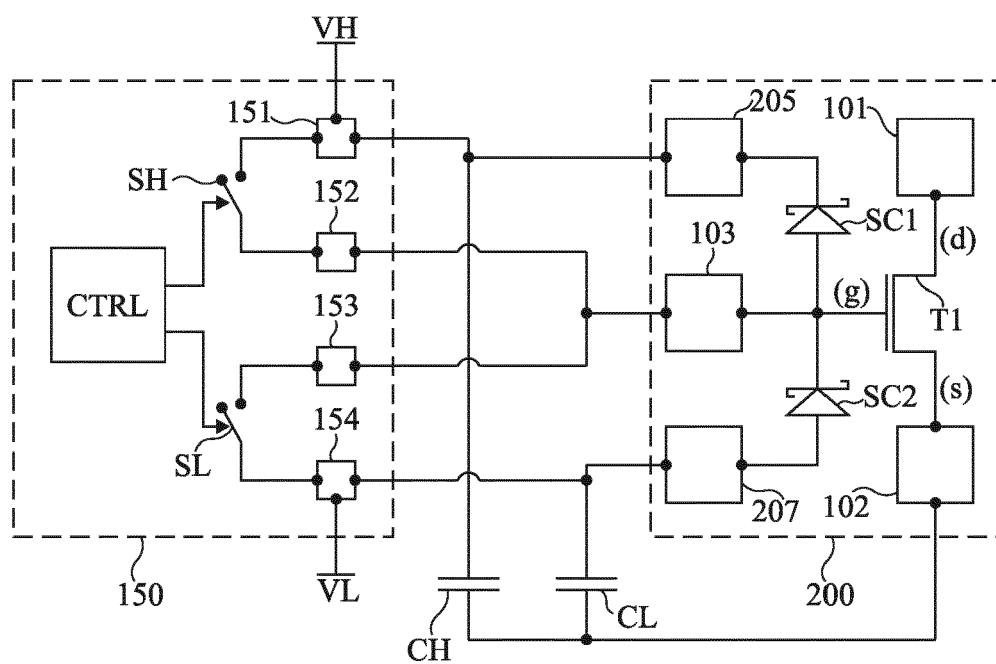 VH
151
205
101
SH
152
103
SC1
(d)
CTRL
(g)
T1
153
SC2
(s)
154
SL
207
102
150
VL
200
CH
CL